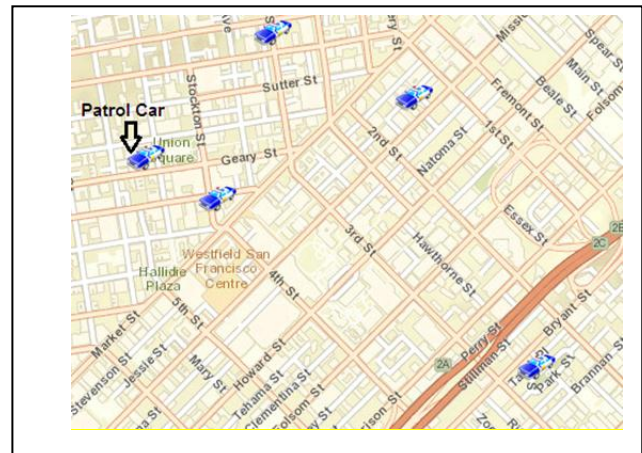 Mission
Spear St
Main St
Beale St
Folsom
Fremont St
1st St
Sutter St
Stockton St
Patrol Car
Union
Square
Geary St
2nd St
Natoma St
Essex St
2C
2E
3rd St
Hawthorne St
Westfield San
Francisco
Centre
Hallidie
Plaza
4th St
5th St
Market St
Jessie St
Stevenson St
Mary St
Howard St
Tehama St
Clementina St
Folsom St
Perry St
Stillman St
2A
Bryant St
Park St
Brannan St